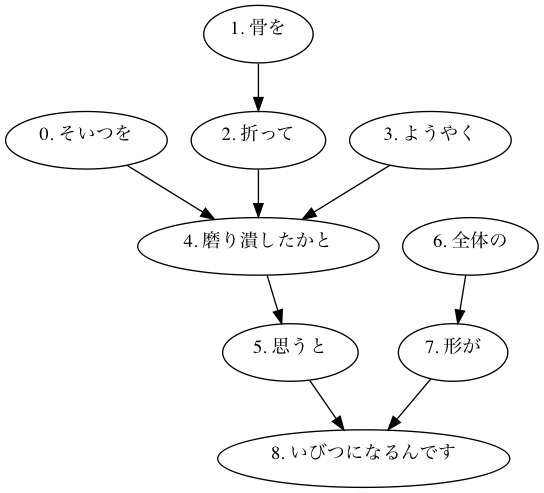 1. 骨を
0. そいつを
2. 折って
3. ようやく
4. 磨り潰したかと
6. 全体の
5. 思うと
7. 形が
8. いびつになるんです